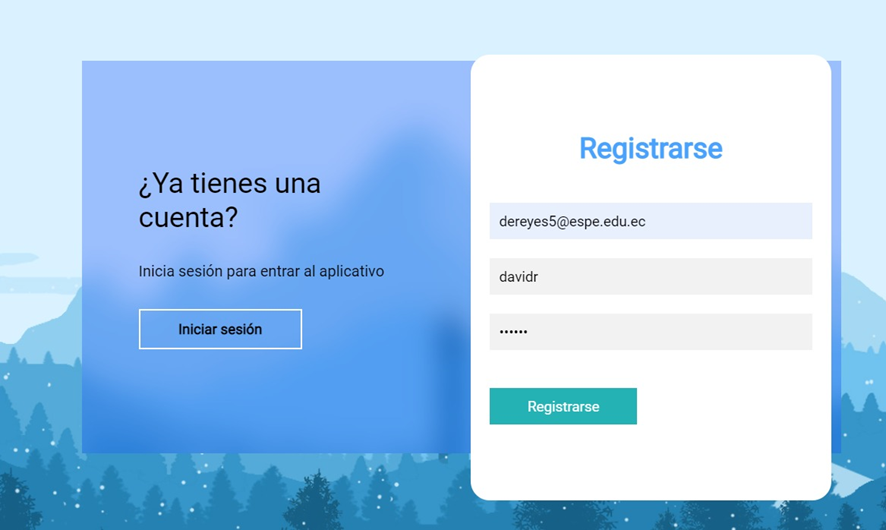 ¿Ya tienes una
cuenta?
Inicia sesión para entrar al aplicativo
Iniciar sesión
Registrarse
dereyes5@espe.edu.ec
davidr
••••••
Registrarse